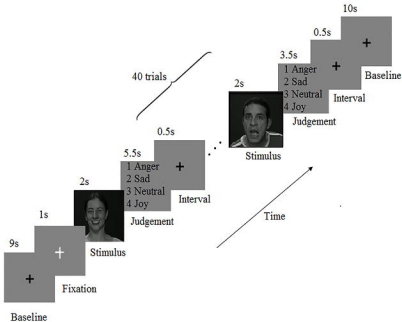 10s
0.5s
3.5s
40 trials
2s
1 Anger
2 Sad
3 Neutral
4 Joy
Baseline
Interval
Judgement
Stimulus
0.5s
5.5s
1 Anger
2 Sad
3 Neutral
4 Joy
Interval
2s
Judgement
1s
Stimulus
Time
9s
Fixation
Baseline